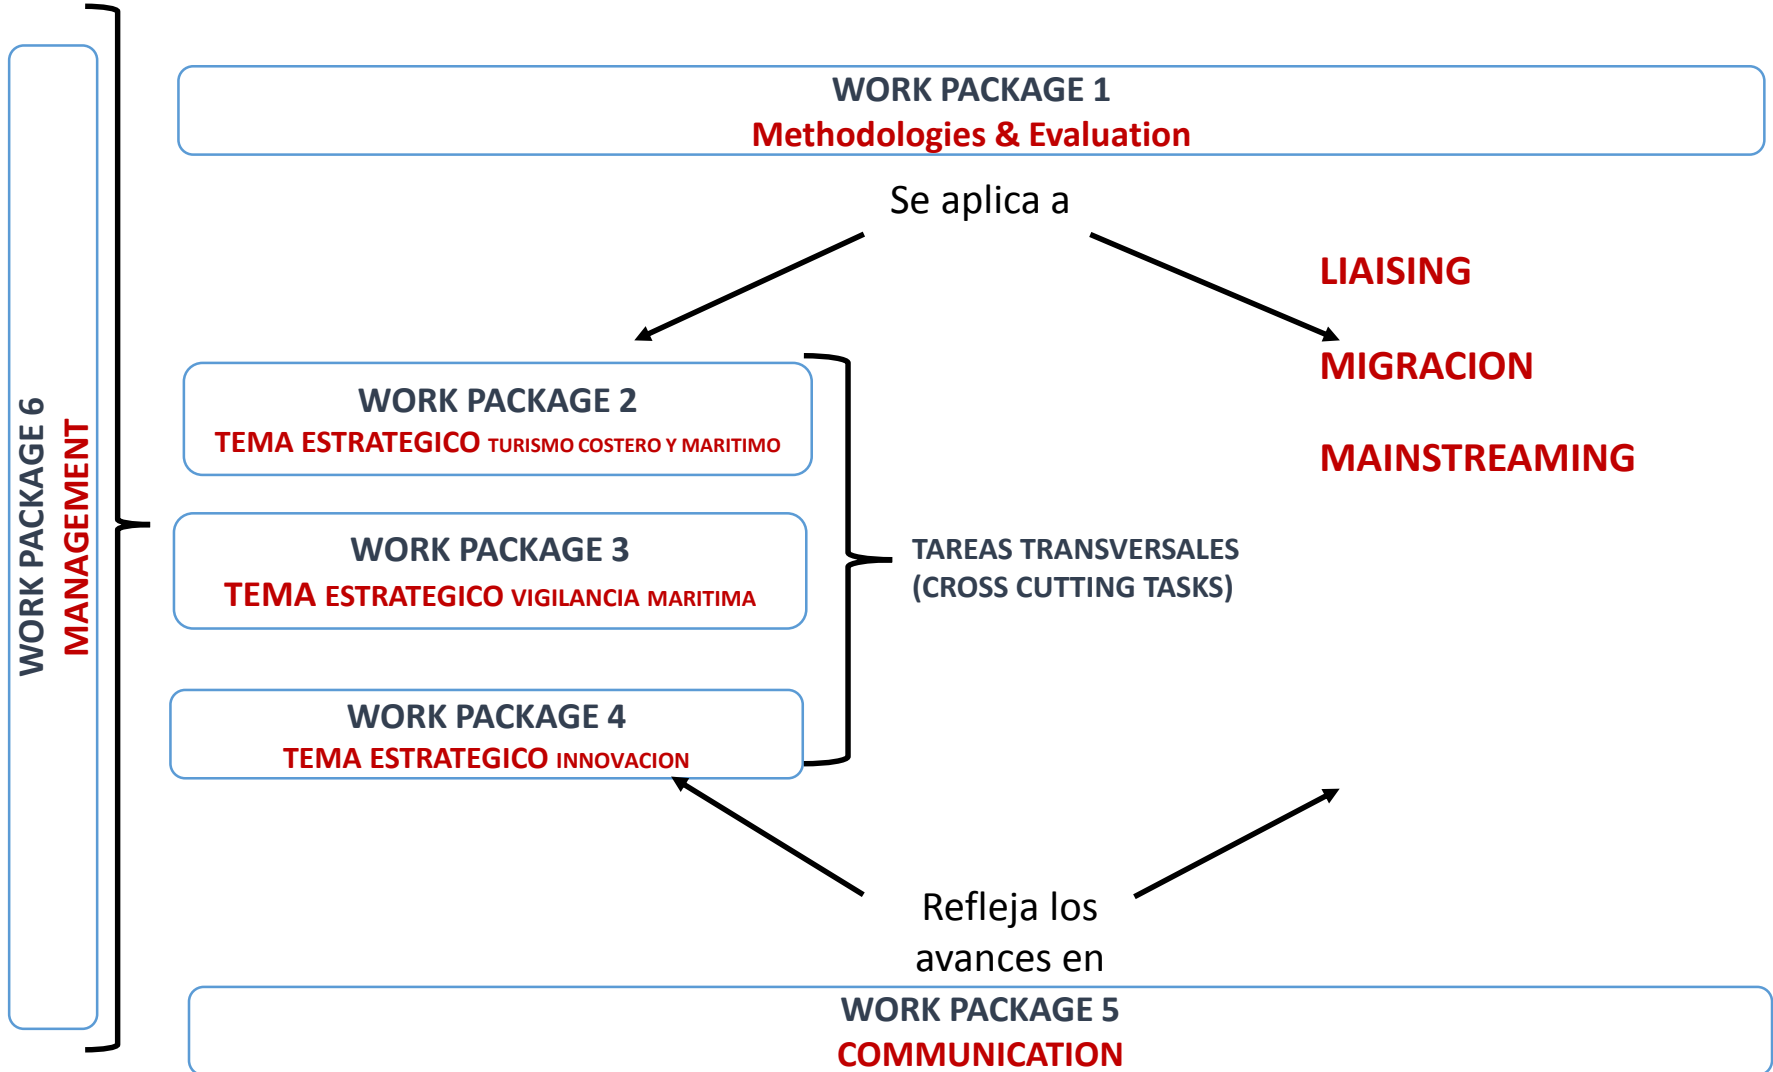 WORK PACKAGE 6
MANAGEMENT
WORK PACKAGE 1
Methodologies & Evaluation
Se aplica a
LIAISING
MIGRACION
MAINSTREAMING
WORK PACKAGE 2
TEMA ESTRATEGICO TURISMO COSTERO Y MARITIMO
WORK PACKAGE 3
TEMA ESTRATEGICO VIGILANCIA MARITIMA
TAREAS TRANSVERSALES
(CROSS CUTTING TASKS)
WORK PACKAGE 4
TEMA ESTRATEGICO INNOVACION
Refleja los
avances en
WORK PACKAGE 5
COMMUNICATION